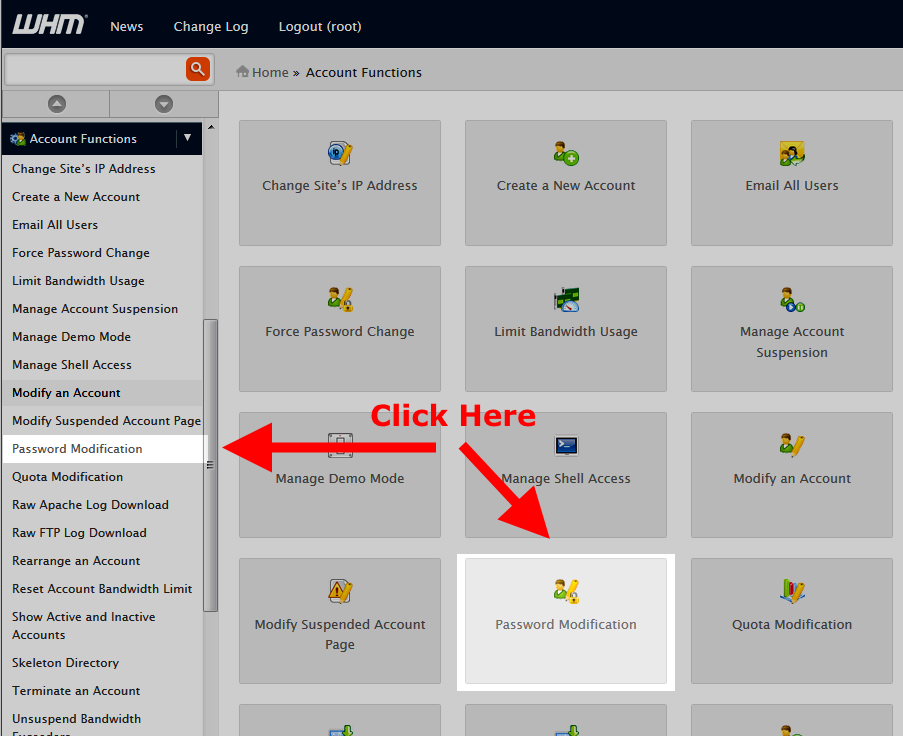 WHM
News
Change Log
Logout (root)
Home » Account Functions
Account Functions
Change Site's IP Address
Create a New Account
Email All Users
Force Password Change
Limit Bandwidth Usage
Manage Account Suspension
Manage Demo Mode
Manage Shell Access
Modify an Account
Modify Suspended Account Page
Password Modification
Quota Modification
Raw Apache Log Download
Raw FTP Log Download
Rearrange an Account
Reset Account Bandwidth Limit
Show Active and Inactive
Accounts
Skeleton Directory
Terminate an Account
Unsuspend Bandwidth
Change Site's IP Address
Create a New Account
Email All Users
Force Password Change
Limit Bandwidth Usage
Manage Account
Suspension
Click Here
Manage Demo Mode
Manage Shell Access
Modify an Account
Modify Suspended Account
Page
Password Modification
Quota Modification